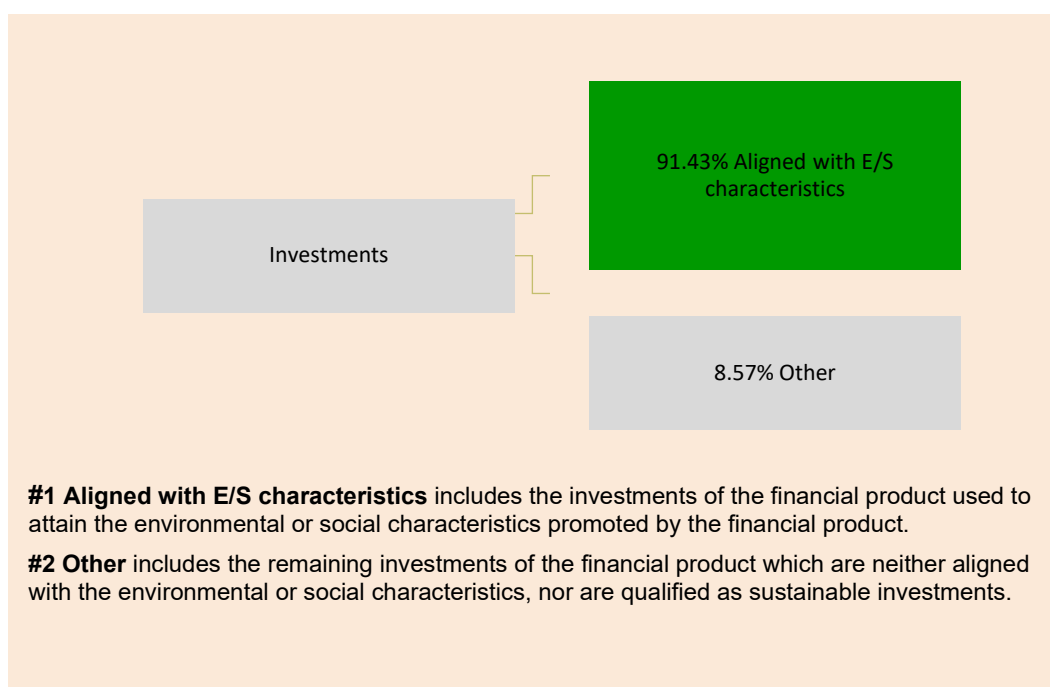 91.43% Aligned with E/S
characteristics
Investments
8.57% Other
#1 Aligned with E/S characteristics includes the investments of the financial product used to
attain the environmental or social characteristics promoted by the financial product.
#2 Other includes the remaining investments of the financial product which are neither aligned
with the environmental or social characteristics, nor are qualified as sustainable investments.